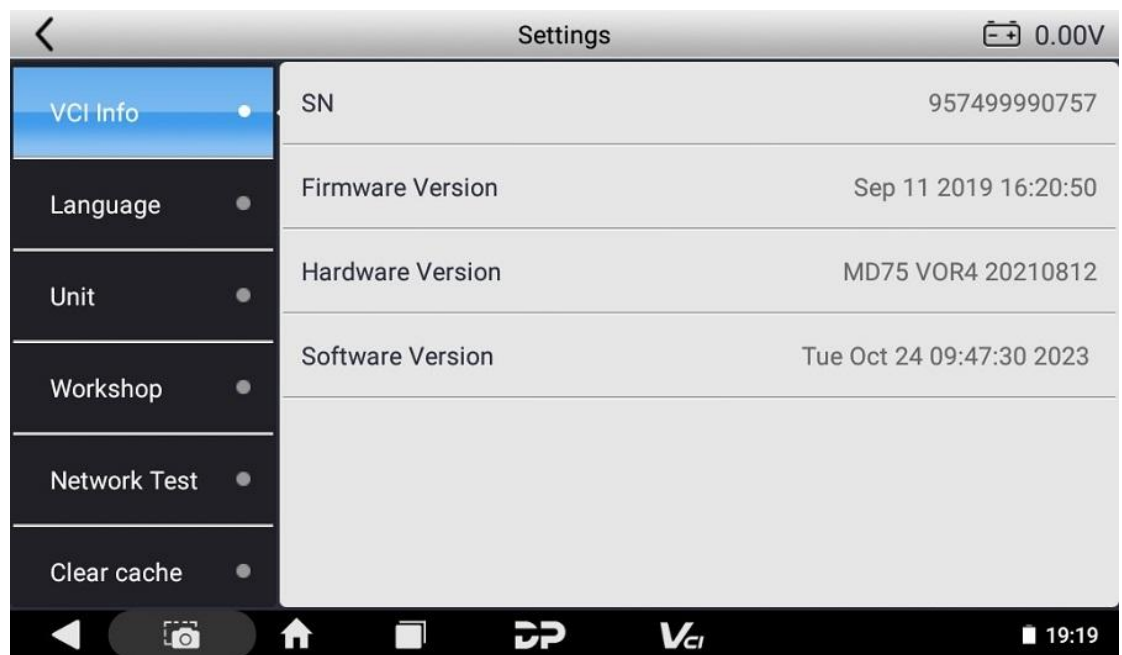 Settings
0.00V
VCI Info
Language
Unit
Workshop
Network Test
Clear cache
SN 957499990757
Firmware Version Sep 11 2019 16:20:50
Hardware Version MD75 VOR4 20210812
Software Version Tue Oct 24 09:47:30 2023
DP
VCI
19:19